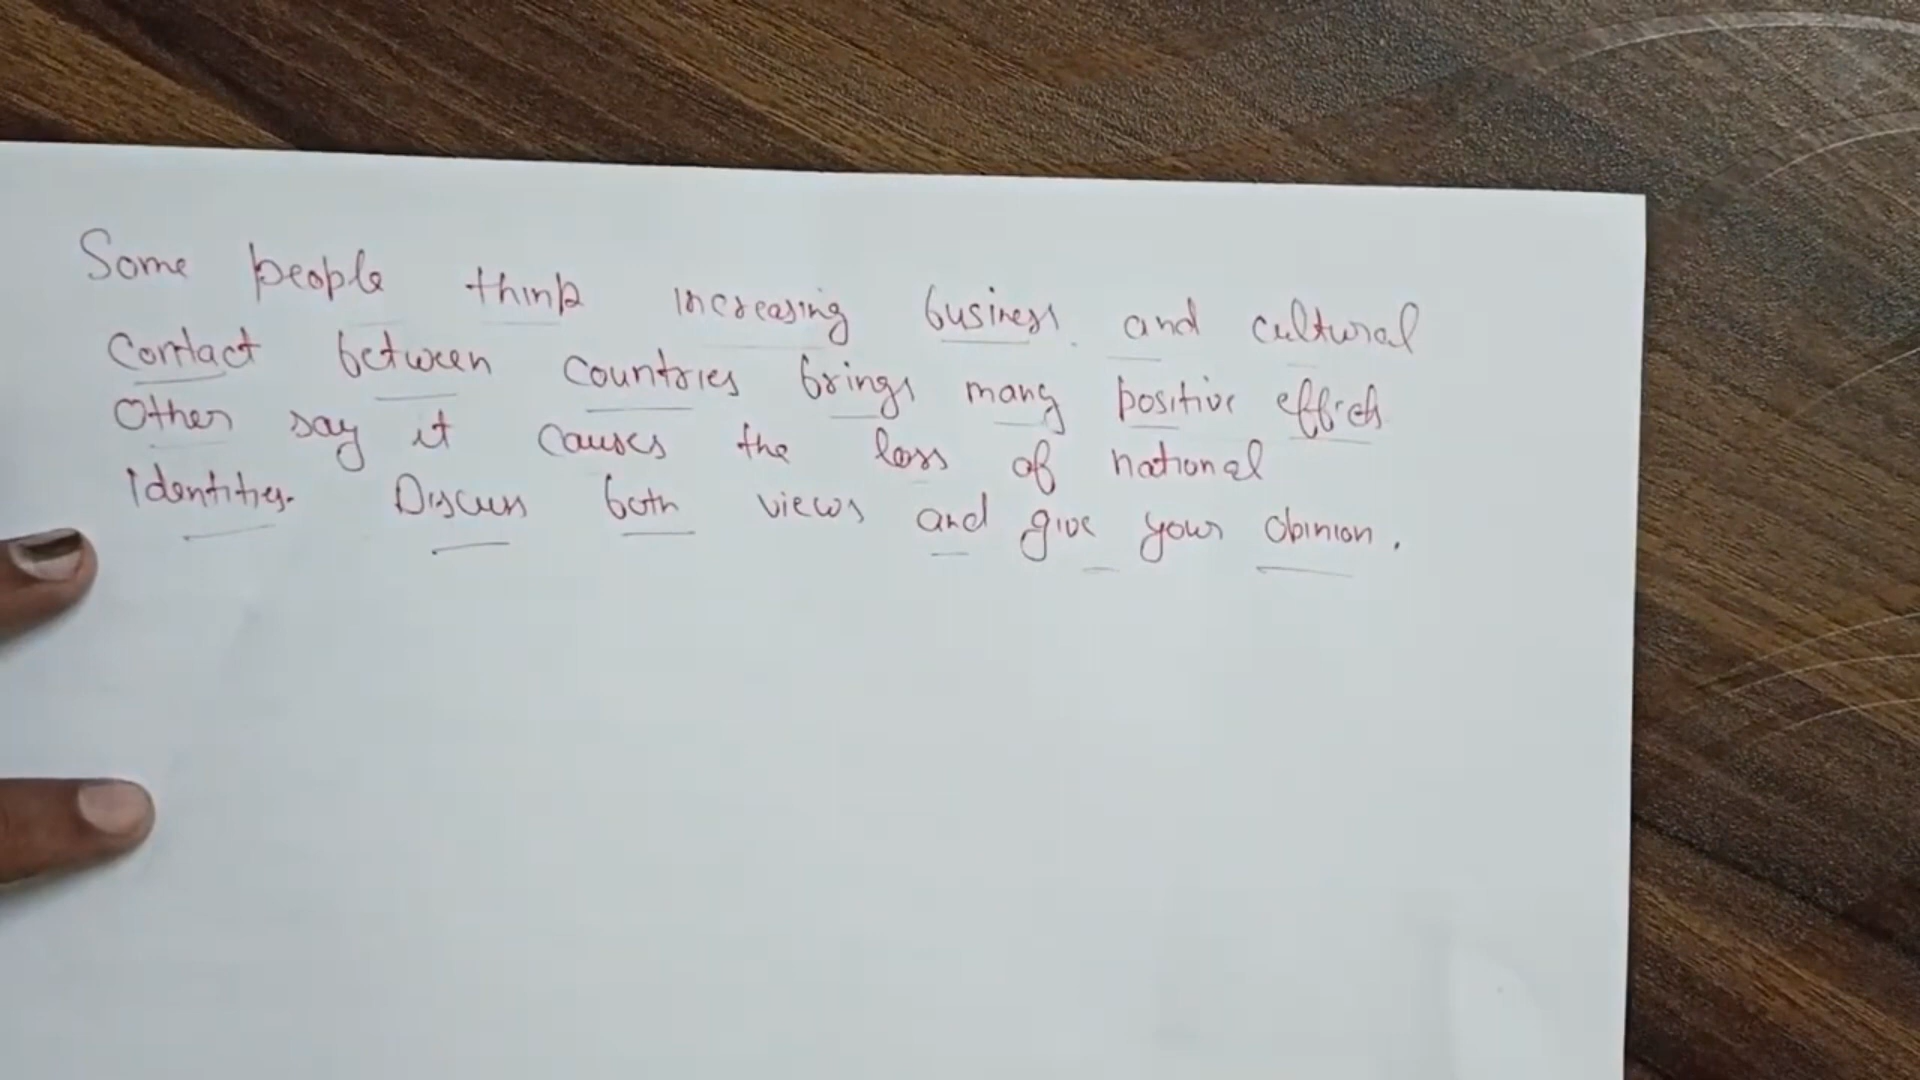 Some people think increasing business and cultural
Contact between countries brings many positive effects
Other say it causes the loss of national
identities. Discuss both views and give your opinion.